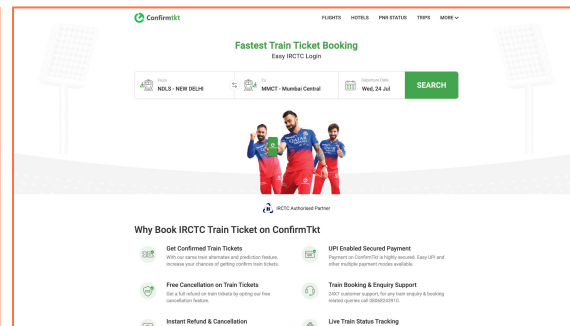 Confirmtkt
FLIGHTS HOTELS PNR STATUS TRIPS MORE
Fastest Train Ticket Booking
Easy IRCTC Login
From
NDLS - NEW DELHI
To
MMCT - Mumbai Central
Departure Date
Wed, 24 Jul
SEARCH
QATAR
IRCTC Authorised Partner
Why Book IRCTC Train Ticket on ConfirmTkt
Get Confirmed Train Tickets
With our same train alternates and prediction feature,
increase your chances of getting confirm train tickets.
UPI Enabled Secured Payment
Payment on ConfirmTkt is highly secured. Easy UPI and
other multiple payment modes available.
Free Cancellation on Train Tickets
Get a full refund on train tickets by opting our free
cancellation feature.
Train Booking & Enquiry Support
24X7 customer support, for any train enquiry & booking
related queries call 08068243910.
Instant Refund & Cancellation
Live Train Status Tracking